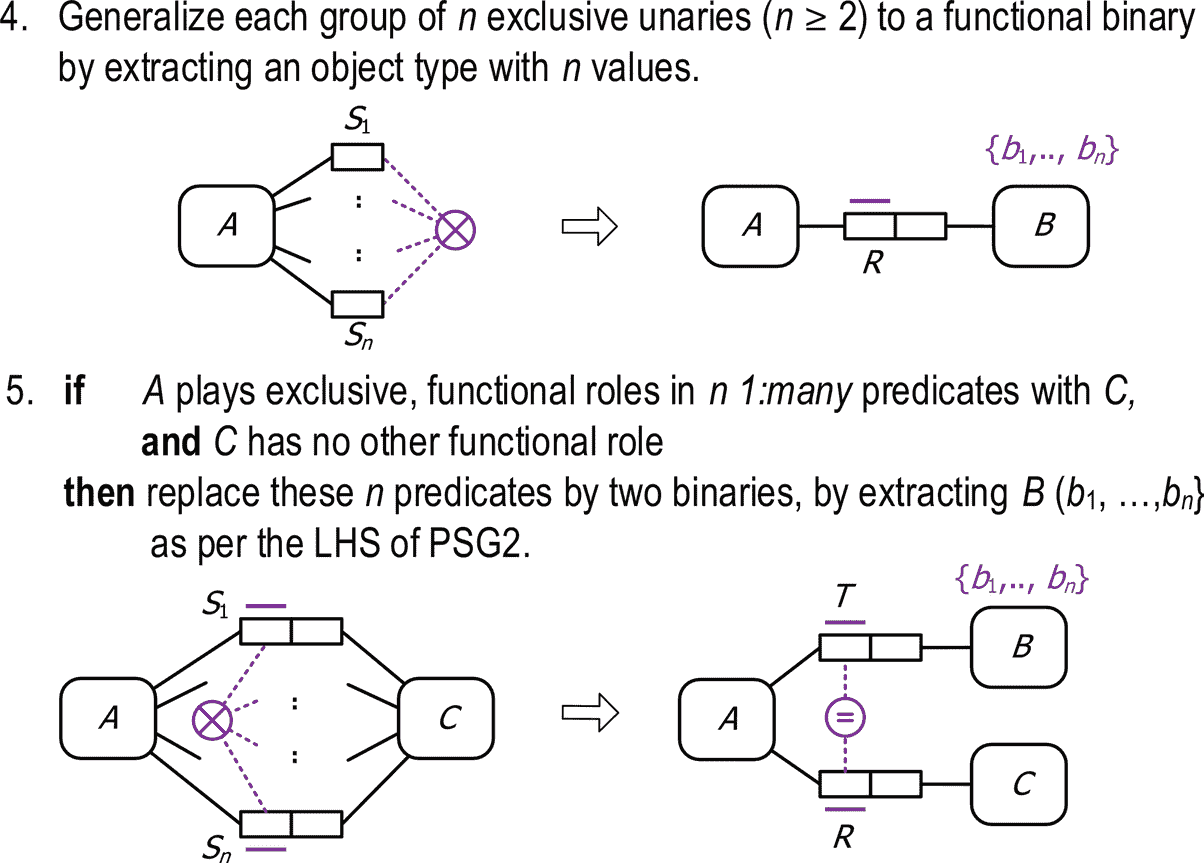 4. Generalize each group of n exclusive unaries (n ≥ 2) to a functional binary
by extracting an object type with n values.
S1
{b1,.., bn}
A
:
:
A
B
R
Sn
5. if A plays exclusive, functional roles in n 1:many predicates with C,
and C has no other functional role
then replace these n predicates by two binaries, by extracting B (b1, …,bn}
as per the LHS of PSG2.
{b1,.., bn}
S1
T
B
A
:
:
C
A
=
C
Sn
R